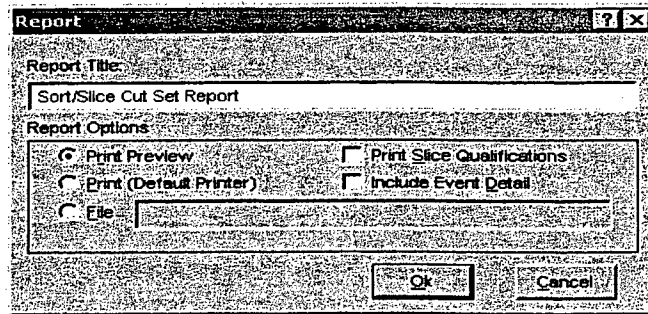 Report
Report Title:
Sort/Slice Cut Set Report
Report Options
Print Preview
Print Slice Qualifications
Print (Default Printer)
Include Event Detail
File
Ok
Cancel